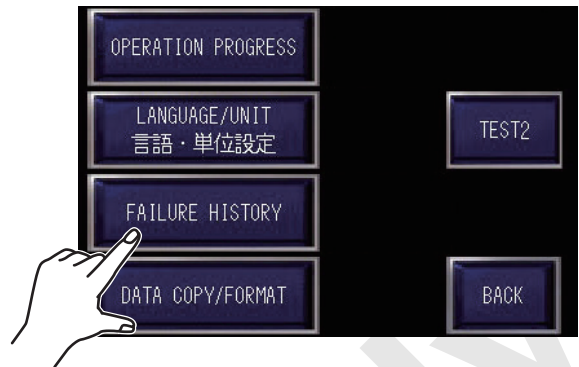 OPERATION PROGRESS
LANGUAGE/UNIT
言語・単位設定
TEST2
FAILURE HISTORY
DATA COPY/FORMAT
BACK